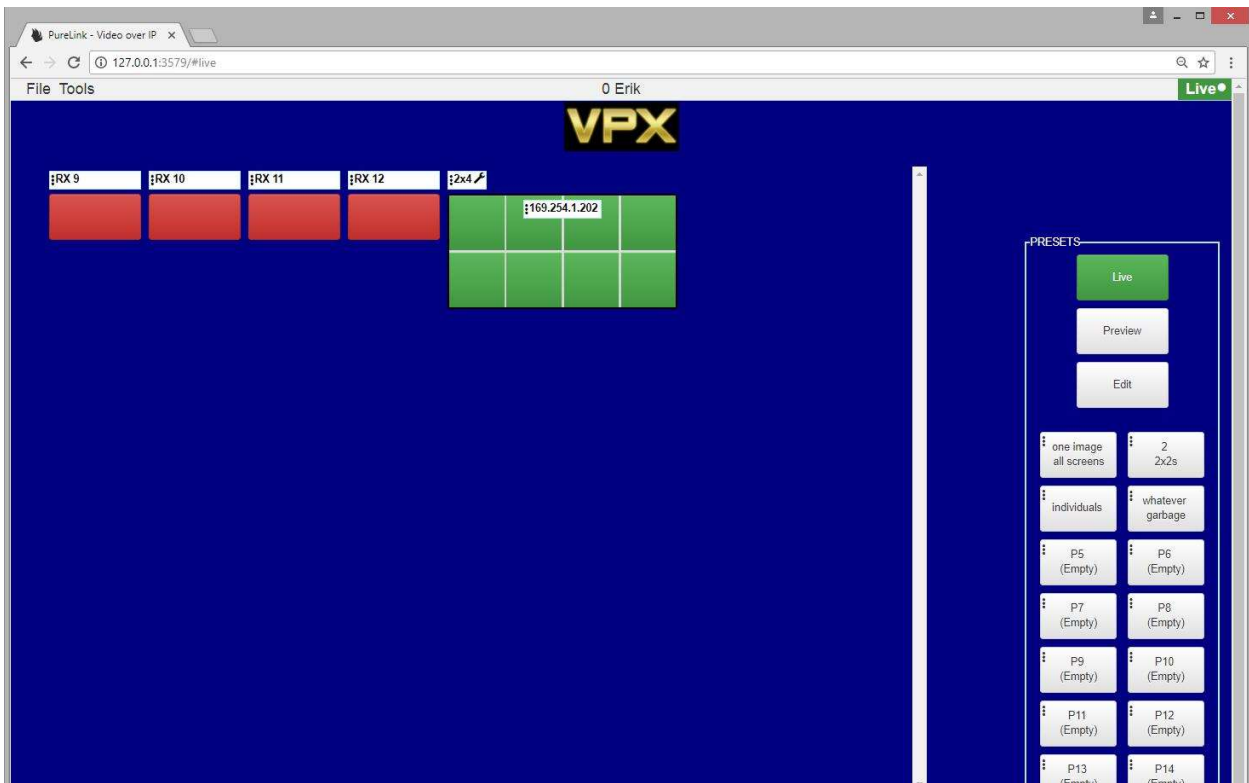 PureLink - Video over IP
127.0.0.1:3579/#live
File Tools
0 Erik
Live
VPX
RX 9
RX 10
RX 11
RX 12
2x4
169.254.1.202
PRESETS
Live
Preview
Edit
one image
all screens
2
2x2s
individuals
whatever
garbage
P5
(Empty)
P6
(Empty)
P7
(Empty)
P8
(Empty)
P9
(Empty)
P10
(Empty)
P11
(Empty)
P12
(Empty)
P13
(Empty)
P14
(Empty)